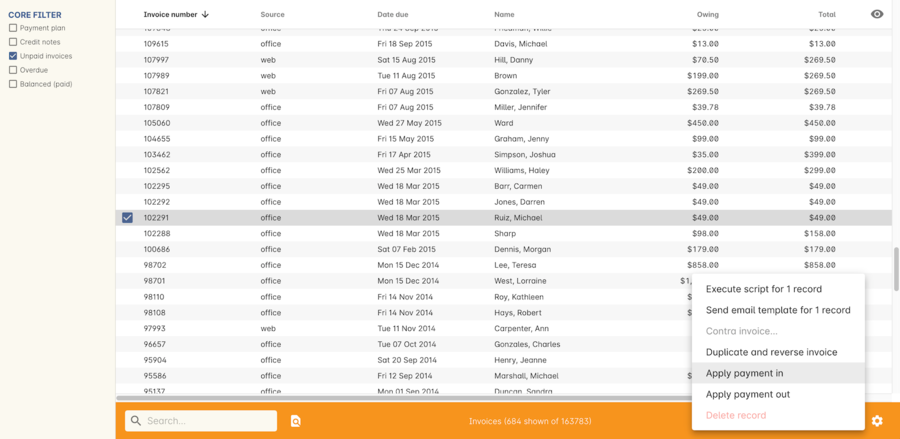 CORE FILTER
Payment plan
Credit notes
Unpaid invoices
Overdue
Balanced (paid)
Invoice number Source Date due Name Owing Total
109615 office Fri 18 Sep 2015 Davis, Michael $13.00 $13.00
107997 web Sat 15 Aug 2015 Hill, Danny $70.50 $269.50
107989 web Tue 11 Aug 2015 Brown $199.00 $269.00
107821 web Fri 07 Aug 2015 Gonzalez, Tyler $269.50 $269.50
107809 office Fri 07 Aug 2015 Miller, Jennifer $39.78 $39.78
105060 office Wed 27 May 2015 Ward $450.00 $450.00
104655 office Fri 15 May 2015 Graham, Jenny $99.00 $99.00
103462 office Fri 17 Apr 2015 Simpson, Joshua $35.00 $399.00
102562 office Wed 25 Mar 2015 Williams, Haley $200.00 $299.00
102295 office Wed 18 Mar 2015 Barr, Carmen $49.00 $49.00
102292 office Wed 18 Mar 2015 Jones, Darren $49.00 $49.00
102291 office Wed 18 Mar 2015 Ruiz, Michael $49.00 $49.00
102288 office Wed 18 Mar 2015 Sharp $98.00 $158.00
100686 office Sat 07 Feb 2015 Dennis, Morgan $179.00 $179.00
98702 office Mon 15 Dec 2014 Lee, Teresa $858.00 $858.00
98701 office Mon 15 Dec 2014 West, Lorraine $1,
98110 office Fri 14 Nov 2014 Roy, Kathleen $
98108 office Fri 14 Nov 2014 Hays, Robert $
97993 web Tue 11 Nov 2014 Carpenter, Ann
96657 office Tue 07 Oct 2014 Gonzales, Charles
95904 office Sat 20 Sep 2014 Henry, Jeanne
95586 office Fri 12 Sep 2014 Marshall, Michael $
95137 office Mon 01 Sep 2014 Duncan, Sandra
Execute script for 1 record
Send email template for 1 record
Contra invoice...
Duplicate and reverse invoice
Apply payment in
Apply payment out
Delete record
Search...
Invoices (684 shown of 163783)